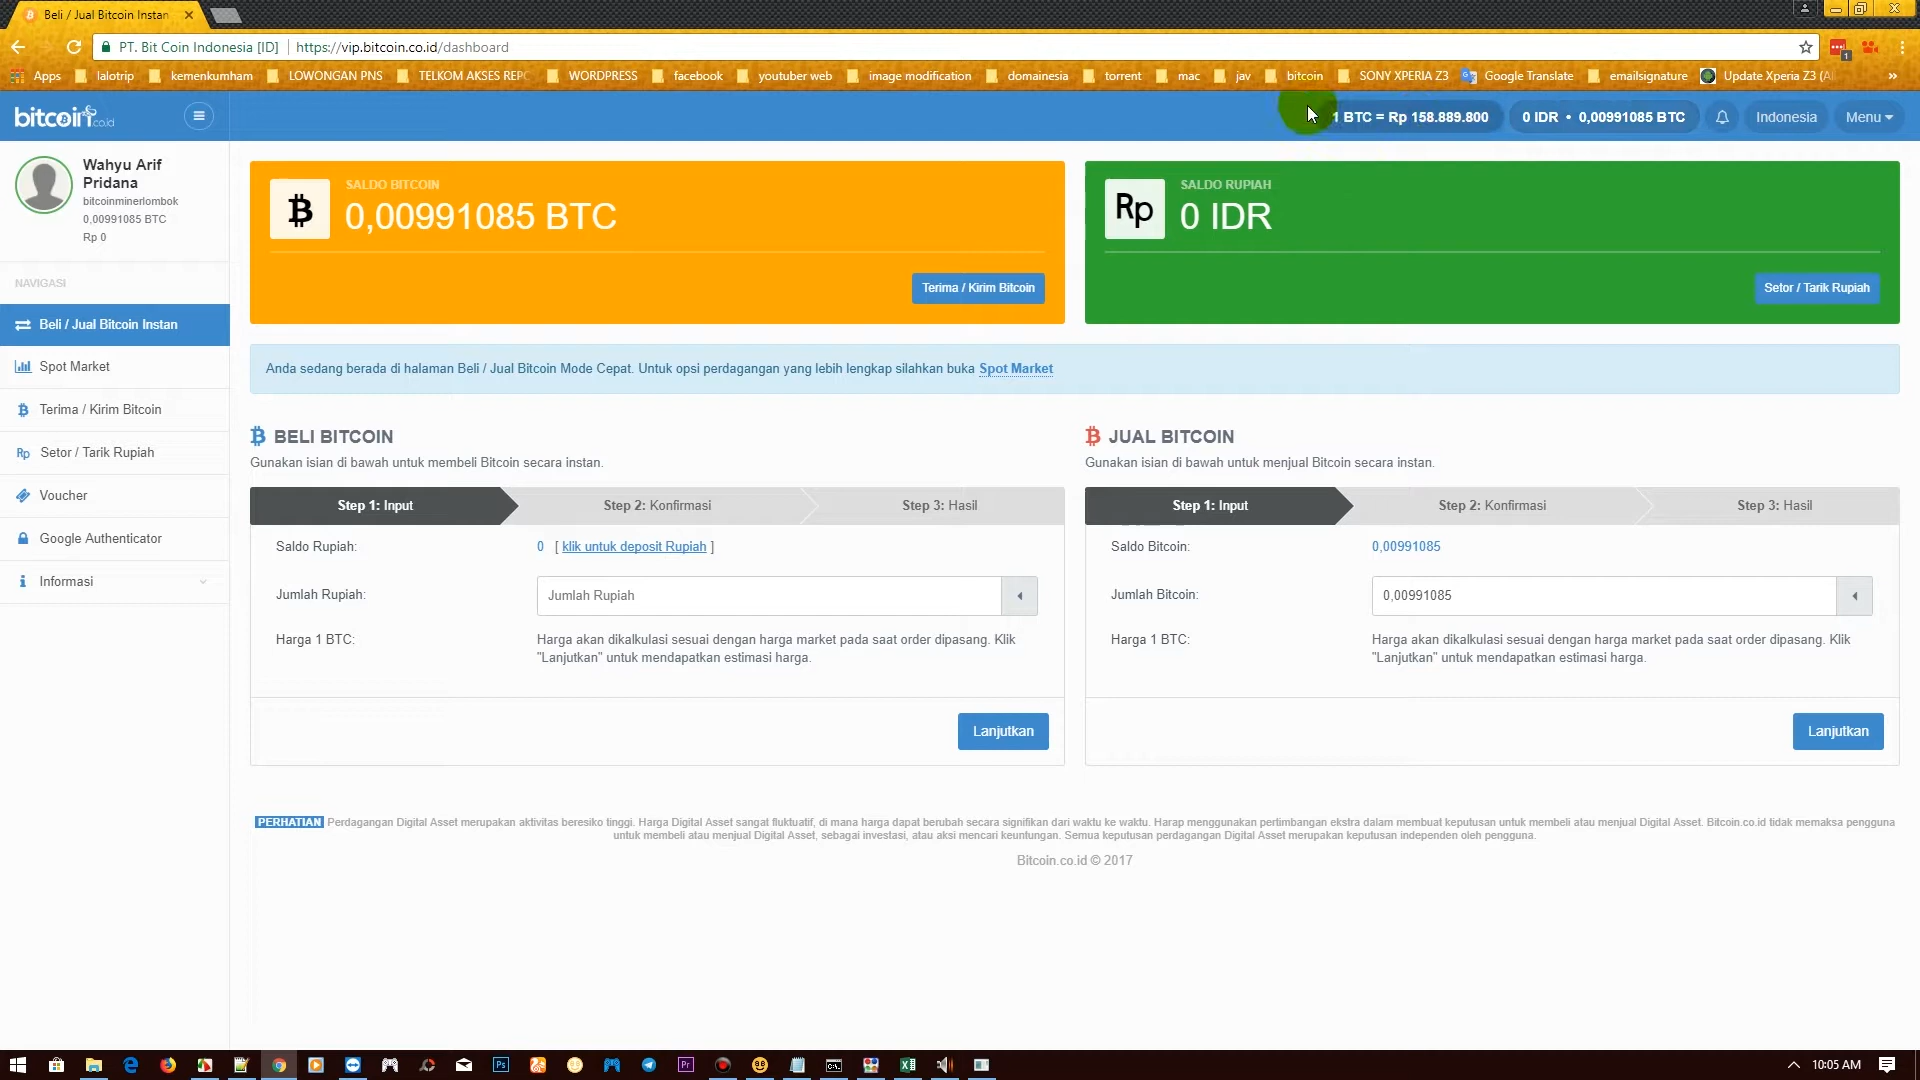 Beli / Jual Bitcoin Instan
PT. Bit Coin Indonesia [ID]
https://vip.bitcoin.co.id/dashboard
1
Apps
lalotrip
kemenkumham
LOWONGAN PNS
TELKOM AKSES REPO
WORDPRESS
facebook
youtuber web
image modification
domainesia
torrent
mac
jav
bitcoin
SONY XPERIA Z3
Google Translate
emailsignature
Update Xperia Z3 (A
»
bitcoin.co.id
1 BTC = Rp 158.889.800
0 IDR • 0,00991085 BTC
Indonesia
Menu
Wahyu Arif
Pridana
bitcoinminerlombok
0,00991085 BTC
Rp 0
NAVIGASI
Beli / Jual Bitcoin Instan
Spot Market
Terima / Kirim Bitcoin
Rp Setor / Tarik Rupiah
Voucher
Google Authenticator
Informasi
SALDO BITCOIN
0,00991085 BTC
Terima / Kirim Bitcoin
Rp
SALDO RUPIAH
0 IDR
Setor / Tarik Rupiah
Anda sedang berada di halaman Beli / Jual Bitcoin Mode Cepat. Untuk opsi perdagangan yang lebih lengkap silahkan buka Spot Market
BELI BITCOIN
Gunakan isian di bawah untuk membeli Bitcoin secara instan.
Step 1: Input
Step 2: Konfirmasi
Step 3: Hasil
Saldo Rupiah:
0 [ klik untuk deposit Rupiah ]
Jumlah Rupiah:
Jumlah Rupiah
Harga 1 BTC:
Harga akan dikalkulasi sesuai dengan harga market pada saat order dipasang. Klik
"Lanjutkan" untuk mendapatkan estimasi harga.
Lanjutkan
JUAL BITCOIN
Gunakan isian di bawah untuk menjual Bitcoin secara instan.
Step 1: Input
Step 2: Konfirmasi
Step 3: Hasil
Saldo Bitcoin:
0,00991085
Jumlah Bitcoin:
0,00991085
Harga 1 BTC:
Harga akan dikalkulasi sesuai dengan harga market pada saat order dipasang. Klik
"Lanjutkan" untuk mendapatkan estimasi harga.
Lanjutkan
PERHATIAN Perdagangan Digital Asset merupakan aktivitas beresiko tinggi. Harga Digital Asset sangat fluktuatif, di mana harga dapat berubah secara signifikan dari waktu ke waktu. Harap menggunakan pertimbangan ekstra dalam membuat keputusan untuk membeli atau menjual Digital Asset. Bitcoin.co.id tidak memaksa pengguna
untuk membeli atau menjual Digital Asset, sebagai investasi, atau aksi mencari keuntungan. Semua keputusan perdagangan Digital Asset merupakan keputusan independen oleh pengguna.
Bitcoin.co.id © 2017
Ps
Pr
10:05 AM